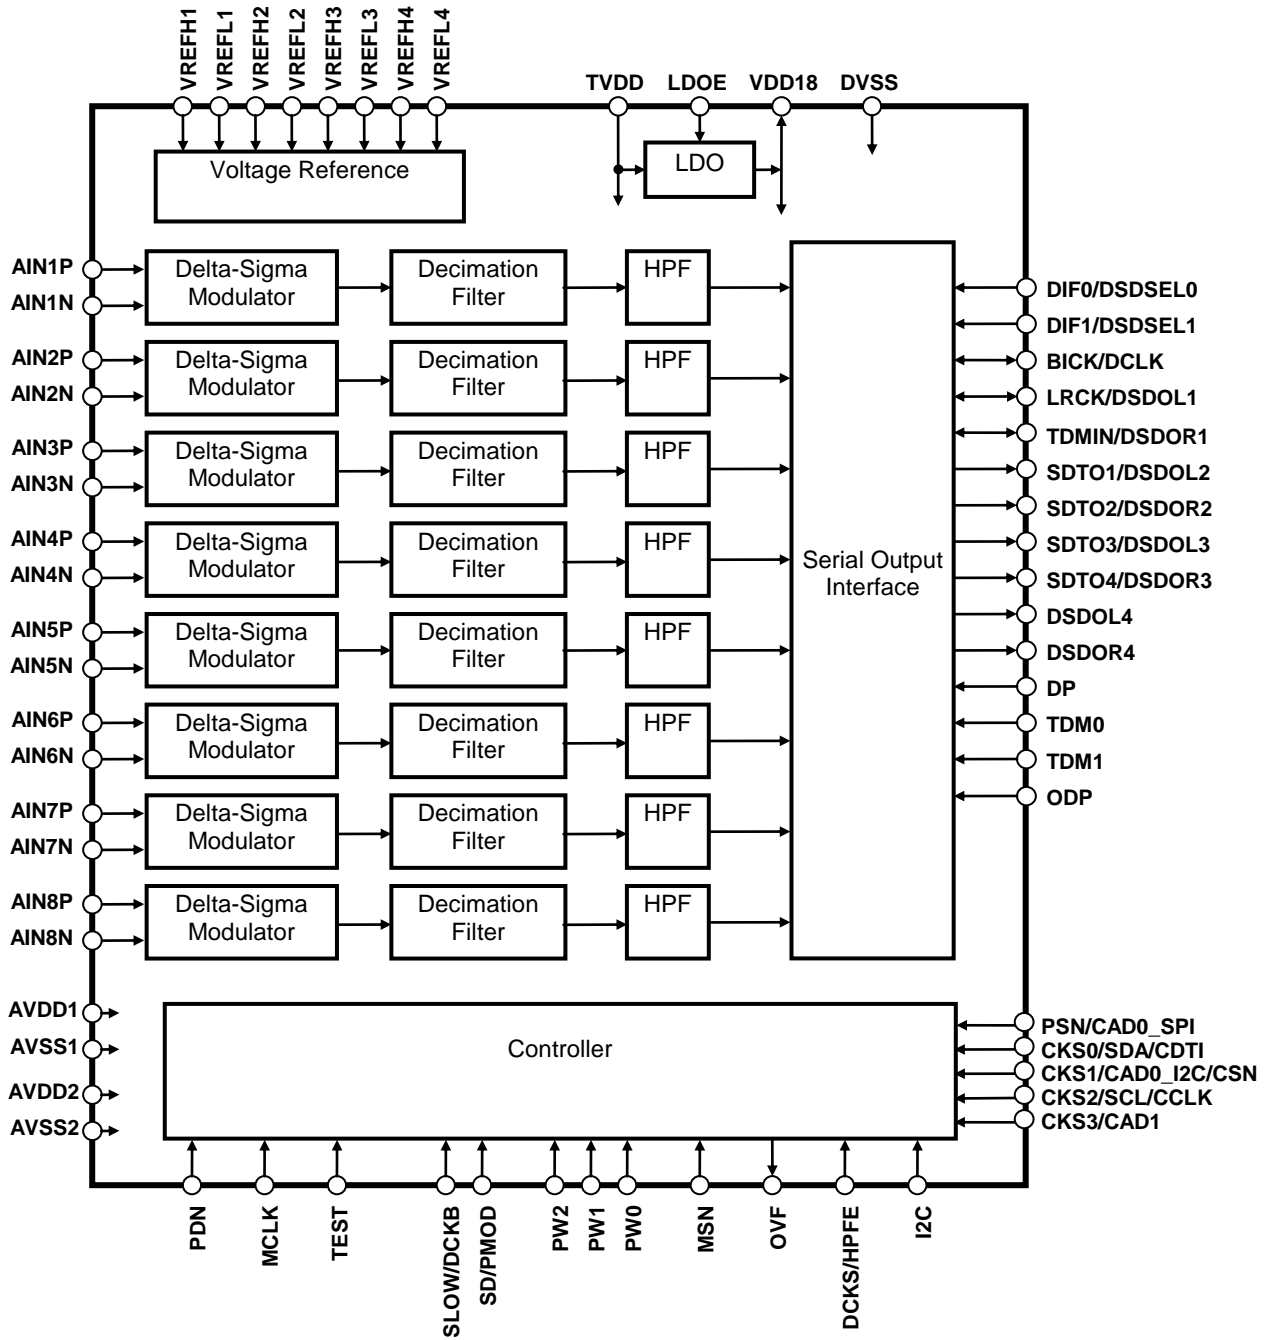 VREFH1
VREFL1
VREFH2
VREFL2
VREFH3
VREFL3
VREFH4
VREFL4
TVDD
LDOE
VDD18
DVSS
Voltage Reference
LDO
AIN1P
AIN1N
Delta-Sigma
Modulator
Decimation
Filter
HPF
AIN2P
AIN2N
Delta-Sigma
Modulator
Decimation
Filter
HPF
AIN3P
AIN3N
Delta-Sigma
Modulator
Decimation
Filter
HPF
AIN4P
AIN4N
Delta-Sigma
Modulator
Decimation
Filter
HPF
AIN5P
AIN5N
Delta-Sigma
Modulator
Decimation
Filter
HPF
AIN6P
AIN6N
Delta-Sigma
Modulator
Decimation
Filter
HPF
AIN7P
AIN7N
Delta-Sigma
Modulator
Decimation
Filter
HPF
AIN8P
AIN8N
Delta-Sigma
Modulator
Decimation
Filter
HPF
Serial Output
Interface
DIF0/DSDSEL0
DIF1/DSDSEL1
BICK/DCLK
LRCK/DSDOL1
TDMIN/DSDOR1
SDTO1/DSDOL2
SDTO2/DSDOR2
SDTO3/DSDOL3
SDTO4/DSDOR3
DSDOL4
DSDOR4
DP
TDM0
TDM1
ODP
AVDD1
AVSS1
AVDD2
AVSS2
Controller
PSN/CAD0_SPI
CKS0/SDA/CDTI
CKS1/CAD0_I2C/CSN
CKS2/SCL/CCLK
CKS3/CAD1
PDN
MCLK
TEST
SLOW/DCKB
SD/PMOD
PW2
PW1
PW0
MSN
OVF
DCKS/HPFE
I2C